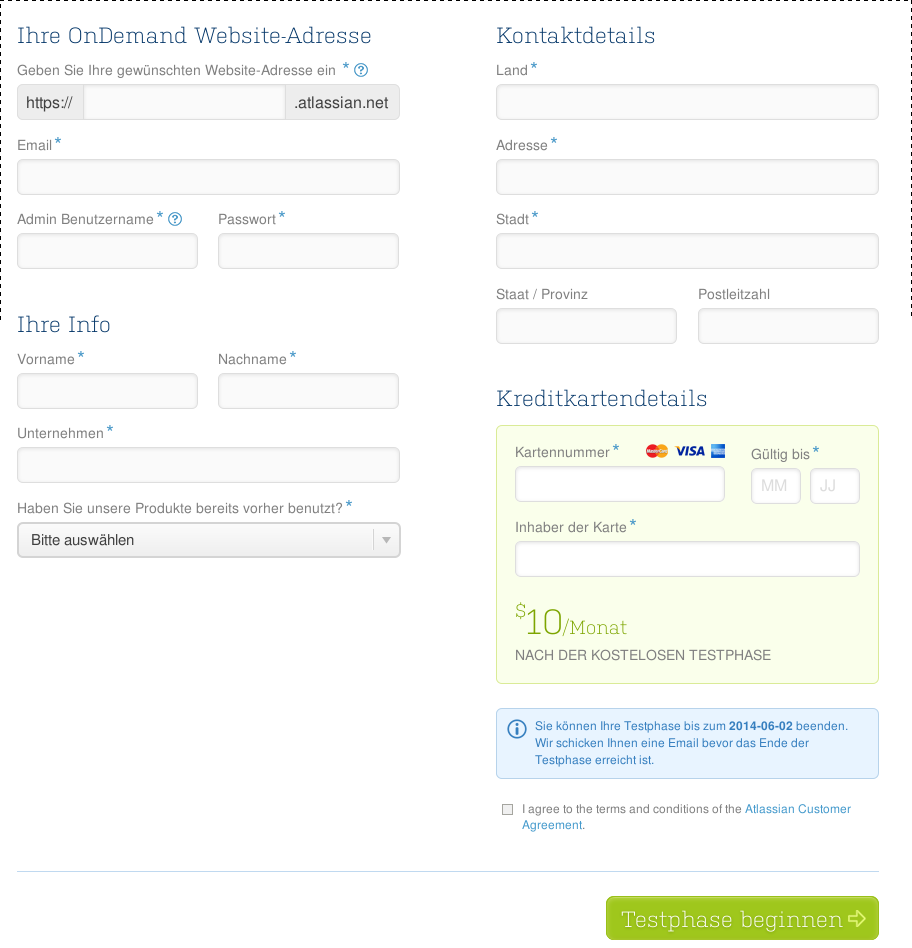 Ihre OnDemand Website-Adresse
Geben Sie Ihre gewünschten Website-Adresse ein *
https:// .atlassian.net
Email *
Admin Benutzername * Passwort *
Ihre Info
Vorname * Nachname *
Unternehmen *
Haben Sie unsere Produkte bereits vorher benutzt? *
Bitte auswählen
Kontaktdetails
Land *
Adresse *
Stadt *
Staat / Provinz Postleitzahl
Kreditkartendetails
Kartennummer * MasterCard VISA Gültig bis *
MM JJ
Inhaber der Karte *
$10/Monat
NACH DER KOSTELOSEN TESTPHASE
Sie können Ihre Testphase bis zum 2014-06-02 beenden.
Wir schicken Ihnen eine Email bevor das Ende der
Testphase erreicht ist.
I agree to the terms and conditions of the Atlassian Customer
Agreement.
Testphase beginnen